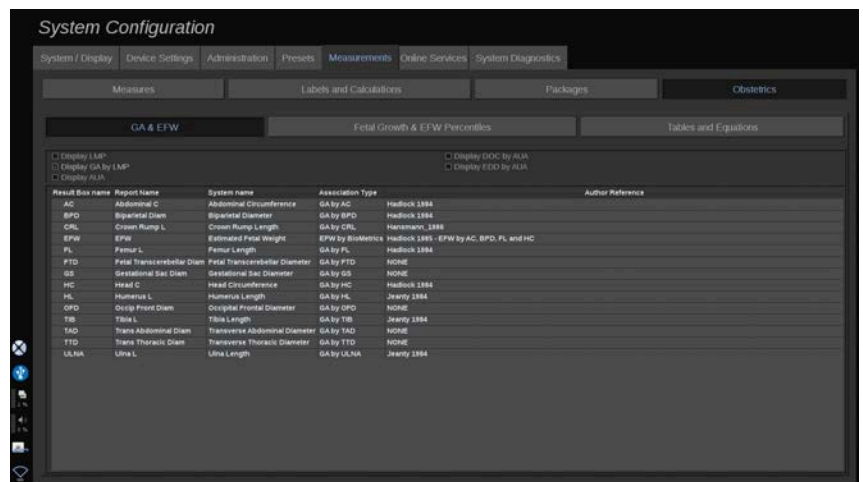 System Configuration
System / Display Device Settings Administration Presets Measurements Online Services System Diagnostics
Measures Labels and Calculations Packages Obstetrics
GA & EFW Fetal Growth & EFW Percentiles Tables and Equations
Display LMP Display DOC by AUA
Display GA by LMP Display EDD by AUA
Display AUA
Result Box name Report Name System name Association Type Author Reference
AC Abdominal C Abdominal Circumference GA by AC Hadlock 1984
BPD Biparietal Diam Biparietal Diameter GA by BPD Hadlock 1984
CRL Crown Rump L Crown Rump Length GA by CRL Hansmann_1986
EFW EFW Estimated Fetal Weight EFW by BioMetrics Hadlock 1985 - EFW by AC, BPD, FL and HC
FL Femur L Femur Length GA by FL Hadlock 1984
FTD Fetal Transcerebellar Diam Fetal Transcerebellar Diameter GA by FTD NONE
GS Gestational Sac Diam Gestational Sac Diameter GA by GS NONE
HC Head C Head Circumference GA by HC Hadlock 1984
HL Humerus L Humerus Length GA by HL Jeanty 1984
OFD Occip Front Diam Occipital Frontal Diameter GA by OFD NONE
TIB Tibia L Tibia Length GA by TIB Jeanty 1984
TAD Trans Abdominal Diam Transverse Abdominal Diameter GA by TAD NONE
TTD Trans Thoracic Diam Transverse Thoracic Diameter GA by TTD NONE
ULNA Ulna L Ulna Length GA by ULNA Jeanty 1984